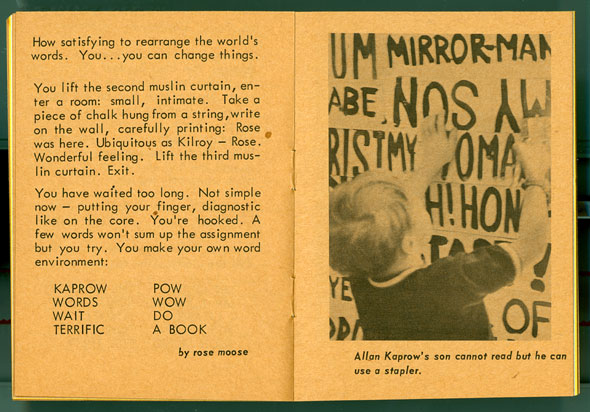 How satisfying to rearrange the world's
words. You...you can change things.
You lift the second muslin curtain, en-
ter a room: small, intimate. Take a
piece of chalk hung from a string, write
on the wall, carefully printing: Rose
was here. Ubiquitous as Kilroy – Rose.
Wonderful feeling. Lift the third mus-
lin curtain. Exit.
You have waited too long. Not simple
now – putting your finger, diagnostic
like on the core. You're hooked. A
few words won't sum up the assignment
but you try. You make your own word
environment:
KAPROW POW
WORDS WOW
WAIT DO
TERRIFIC A BOOK
by rose moose
UM MIRROR-MAN
ABE NOS
RISTMY OMA
H! HON
YE OF
Allan Kaprow's son cannot read but he can
use a stapler.